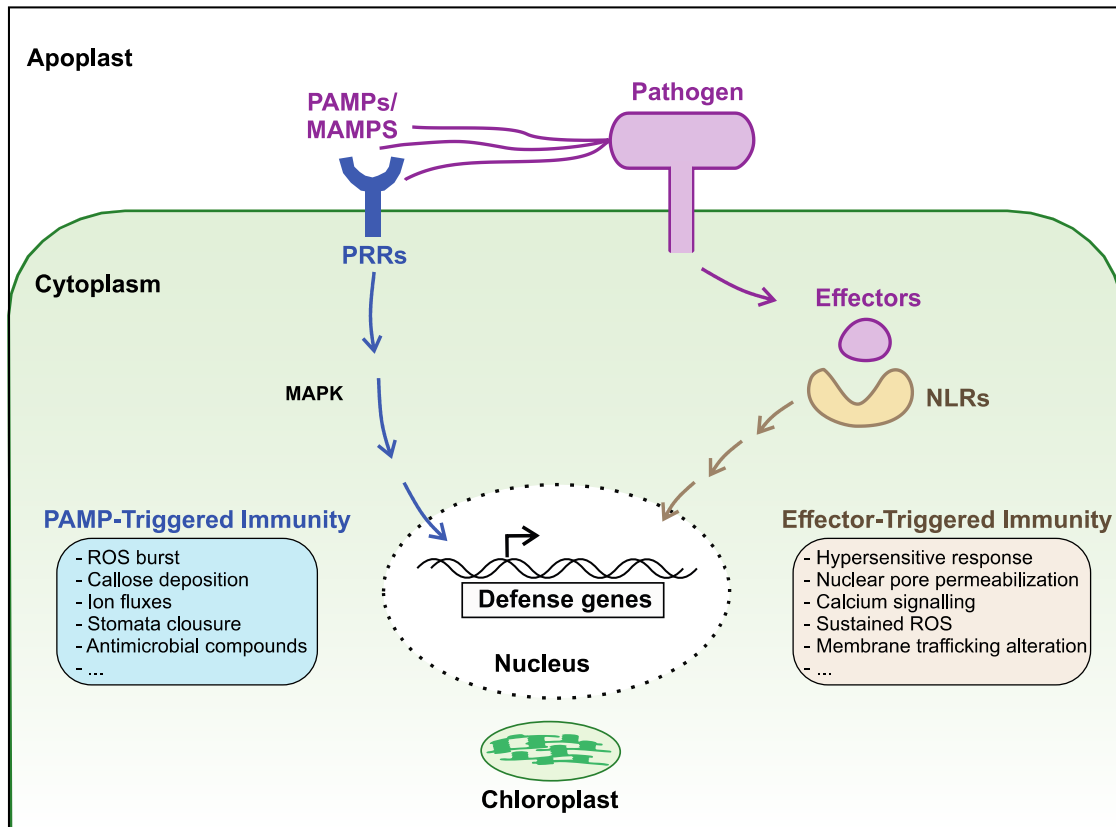 Apoplast
PAMPs/
MAMPS
Pathogen
PRRs
Cytoplasm
Effectors
MAPK
NLRs
PAMP-Triggered Immunity
- ROS burst
- Callose deposition
- Ion fluxes
- Stomata clousure
- Antimicrobial compounds
- ...
Effector-Triggered Immunity
- Hypersensitive response
- Nuclear pore permeabilization
- Calcium signalling
- Sustained ROS
- Membrane trafficking alteration
- ...
Defense genes
Nucleus
Chloroplast